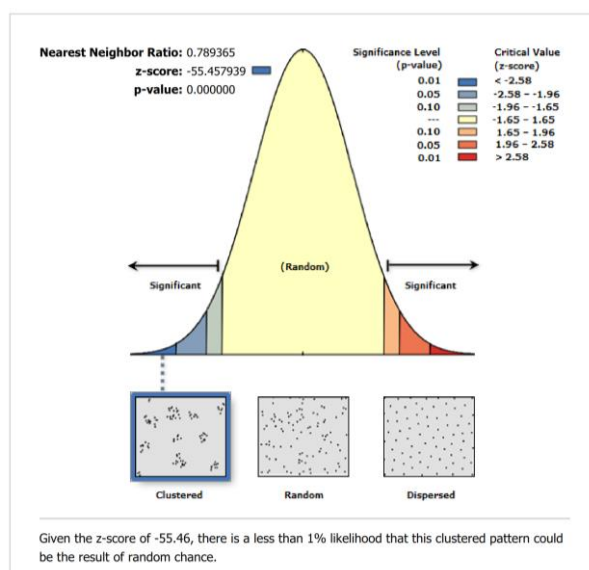 Nearest Neighbor Ratio: 0.789365
z-score: -55.457939
p-value: 0.000000
Significance Level
(p-value)
Critical Value
(z-score)
0.01 < -2.58
0.05 -2.58 – -1.96
0.10 -1.96 – -1.65
--- -1.65 – 1.65
0.10 1.65 – 1.96
0.05 1.96 – 2.58
0.01 > 2.58
(Random)
Significant
Significant
Clustered
Random
Dispersed
Given the z-score of -55.46, there is a less than 1% likelihood that this clustered pattern could
be the result of random chance.